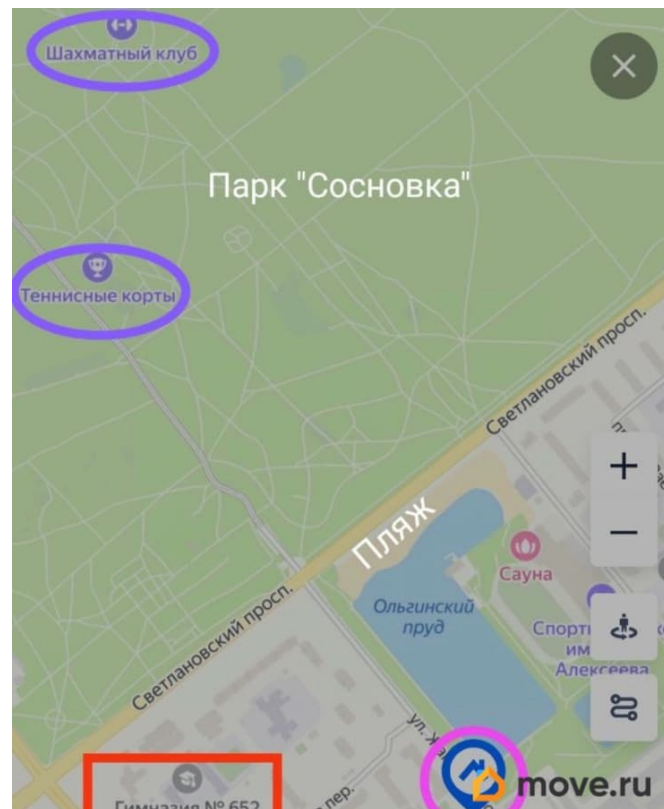 Шахматный клуб
Парк "Сосновка"
Теннисные корты
Светлановский просп.
Пляж
Сауна
Ольгинский
пруд
Спорти
им
Алексеева
Светлановский просп.
ул. Ж
Гимназия № 652
пер.
move.ru